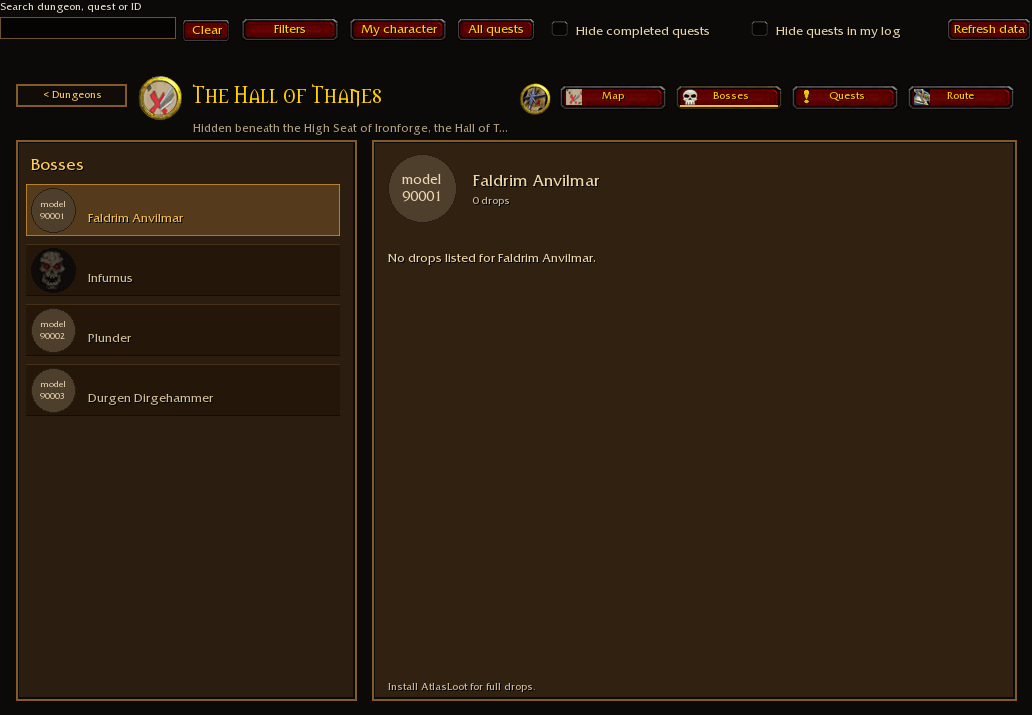 Search dungeon, quest or ID
Clear
Filters
My character
All quests
Hide completed quests
Hide quests in my log
Refresh data
< Dungeons
The Hall of Thanes
Map
Bosses
Quests
Route
Hidden beneath the High Seat of Ironforge, the Hall of T...
Bosses
model
90001
Faldrim Anvilmar
Infurnus
model
90002
Plunder
model
90003
Durgen Dirgehammer
model
90001
Faldrim Anvilmar
0 drops
No drops listed for Faldrim Anvilmar.
Install AtlasLoot for full drops.